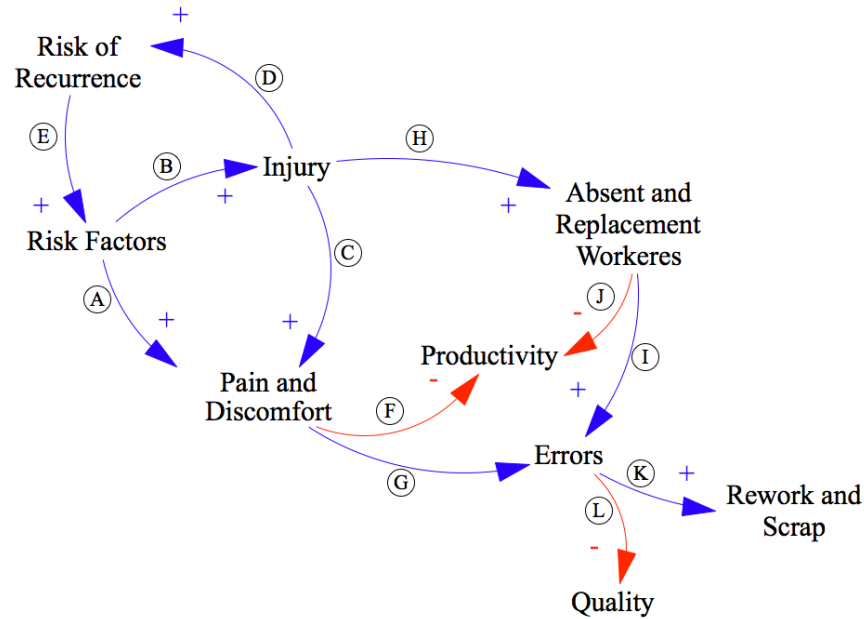 +
Risk of
Recurrence
D
E
B
H
Injury
+
+
+
Absent and
Replacement
Workeres
Risk Factors
C
A
J
-
+
+
Productivity
I
Pain and
Discomfort
-
+
F
Errors
G
K
+
L
Rework and
Scrap
-
Quality